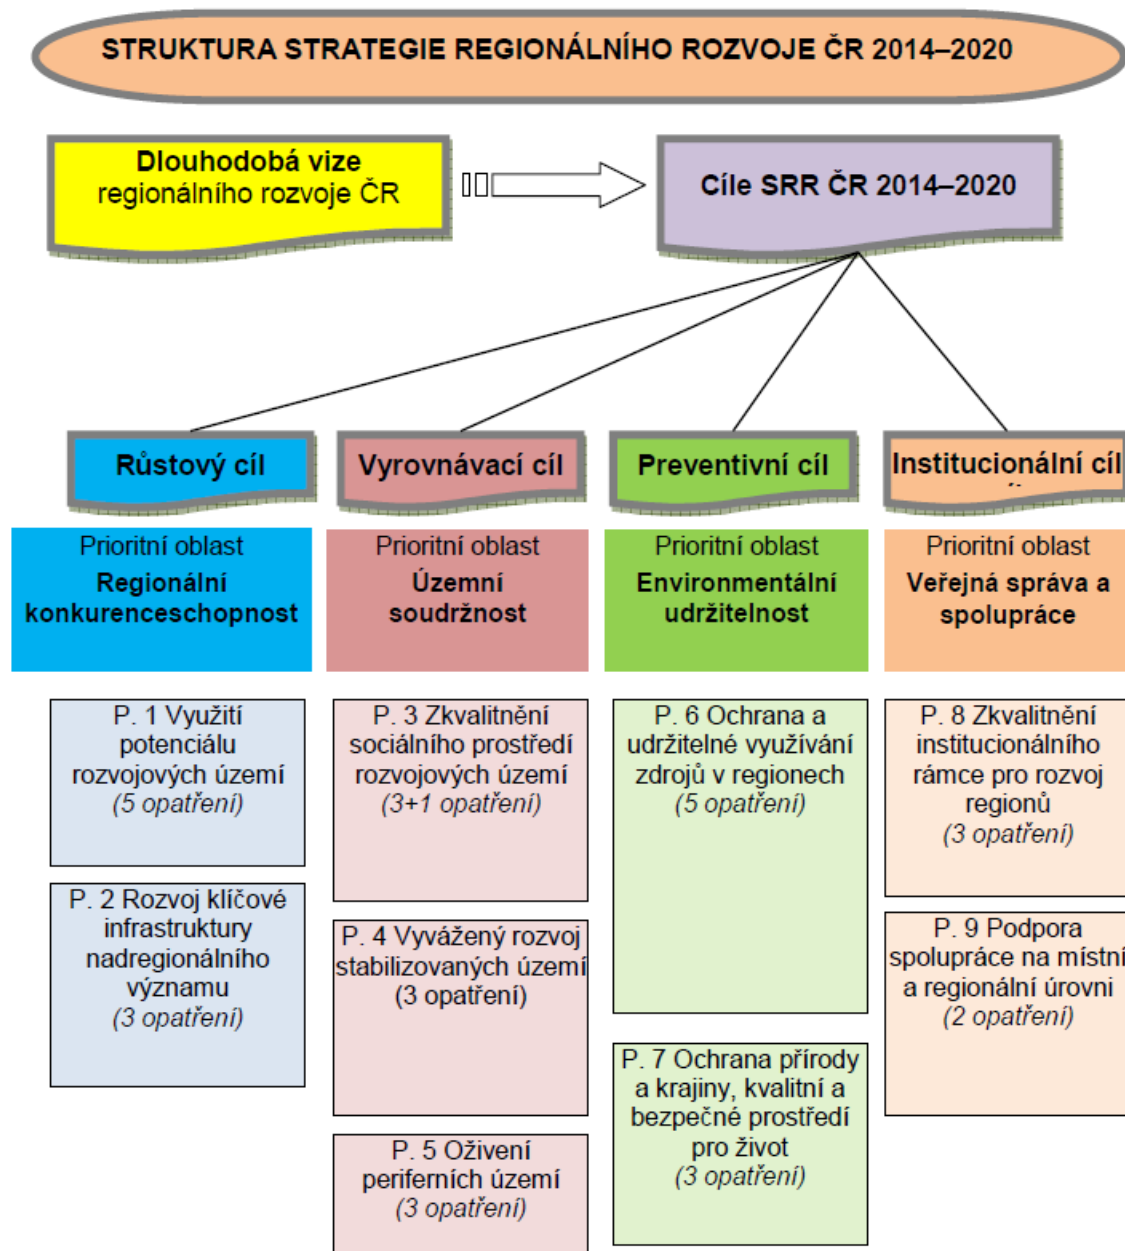 STRUKTURA STRATEGIE REGIONÁLNÍHO ROZVOJE ČR 2014–2020
Dlouhodobá vize
regionálního rozvoje ČR
Cíle SRR ČR 2014–2020
Růstový cíl
Vyrovnávací cíl
Preventivní cíl
Institucionální cíl
Prioritní oblast
Regionální
konkurenceschopnost
Prioritní oblast
Územní
soudržnost
Prioritní oblast
Environmentální
udržitelnost
Prioritní oblast
Veřejná správa a
spolupráce
P. 1 Využití
potenciálu
rozvojových území
(5 opatření)
P. 2 Rozvoj klíčové
infrastruktury
nadregionálního
významu
(3 opatření)
P. 3 Zkvalitnění
sociálního prostředí
rozvojových území
(3+1 opatření)
P. 4 Vyvážený rozvoj
stabilizovaných území
(3 opatření)
P. 5 Oživení
periferních území
(3 opatření)
P. 6 Ochrana a
udržitelné využívání
zdrojů v regionech
(5 opatření)
P. 7 Ochrana přírody
a krajiny, kvalitní a
bezpečné prostředí
pro život
(3 opatření)
P. 8 Zkvalitnění
institucionálního
rámce pro rozvoj
regionů
(3 opatření)
P. 9 Podpora
spolupráce na místní
a regionální úrovni
(2 opatření)